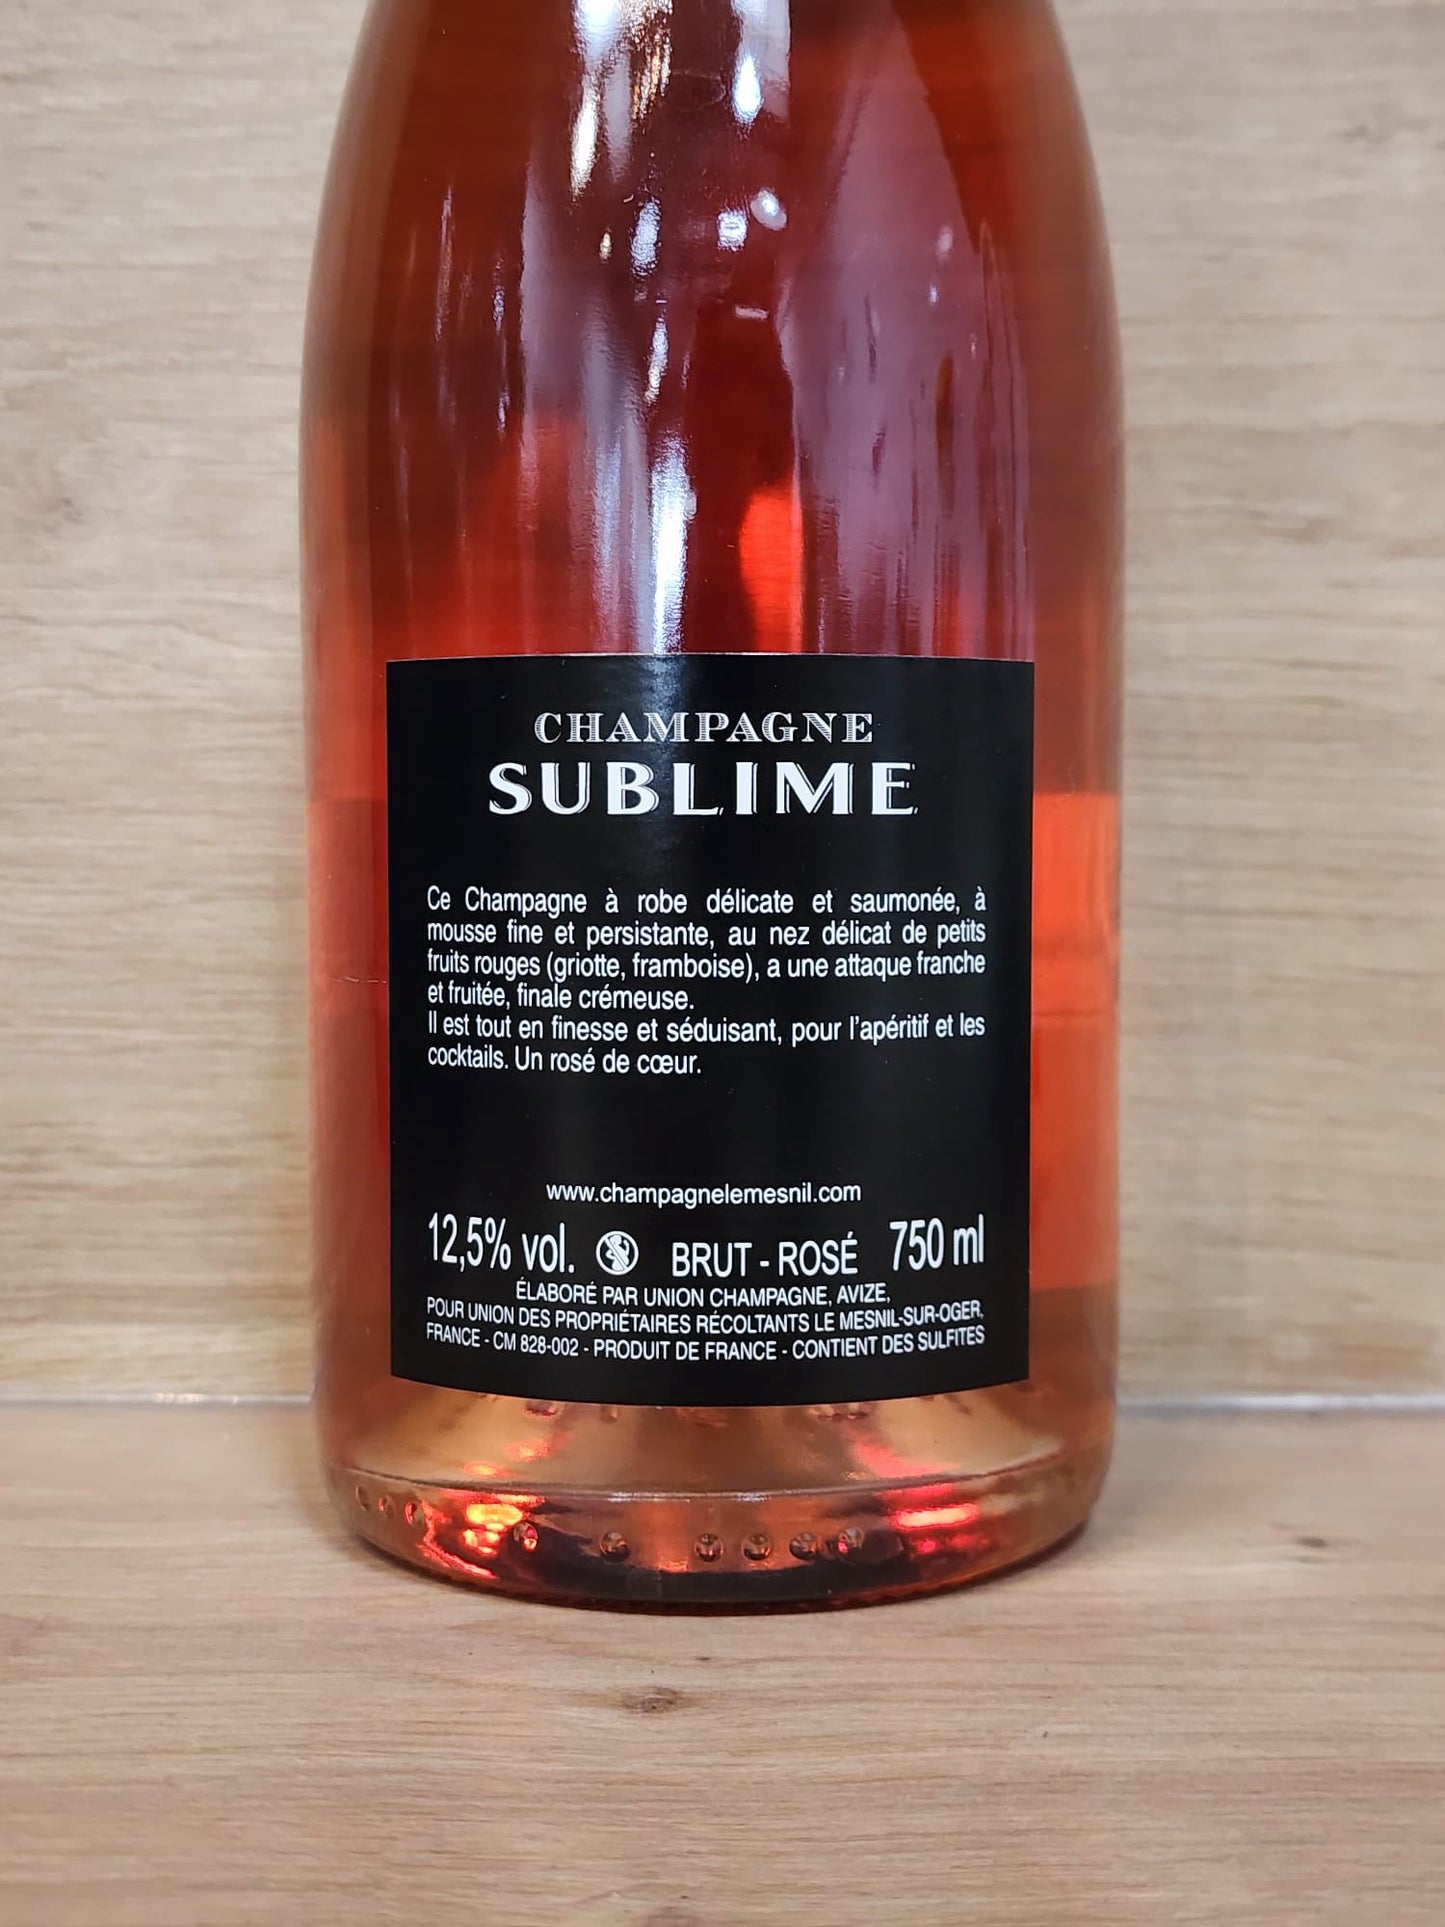 CHAMPAGNE
SUBLIME
Ce Champagne à robe délicate et saumonée, à
mousse fine et persistante, au nez délicat de petits
fruits rouges (griotte, framboise), a une attaque franche
et fruitée, finale crémeuse.
Il est tout en finesse et séduisant, pour l'apéritif et les
cocktails. Un rosé de cœur.
www.champagnelemesnil.com
12,5% vol. BRUT - ROSÉ 750 ml
ÉLABORÉ PAR UNION CHAMPAGNE, AVIZE,
POUR UNION DES PROPRIÉTAIRES RÉCOLTANTS LE MESNIL-SUR-OGER,
FRANCE - CM 828-002 - PRODUIT DE FRANCE - CONTIENT DES SULFITES